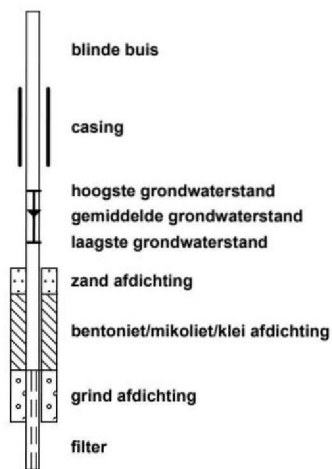 blinde buis
casing
hoogste grondwaterstand
gemiddelde grondwaterstand
laagste grondwaterstand
zand afdichting
bentoniet/mikoliet/klei afdichting
grind afdichting
filter